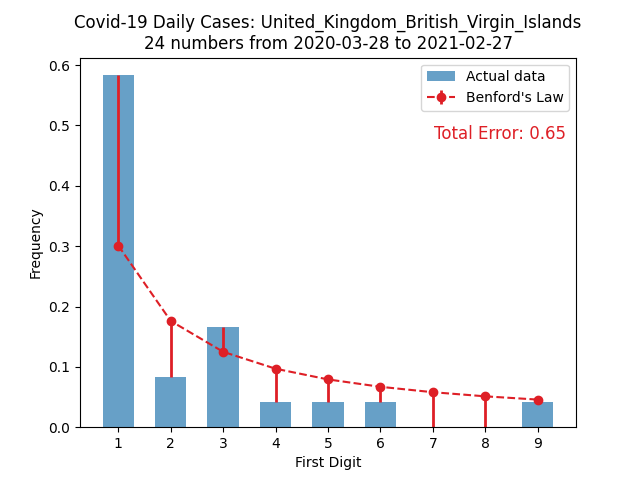 Covid-19 Daily Cases: United_Kingdom_British_Virgin_Islands
24 numbers from 2020-03-28 to 2021-02-27
Actual data
Benford's Law
Total Error: 0.65
0.6
0.5
0.4
0.3
0.2
0.1
0.0
Frequency
1 2 3 4 5 6 7 8 9
First Digit